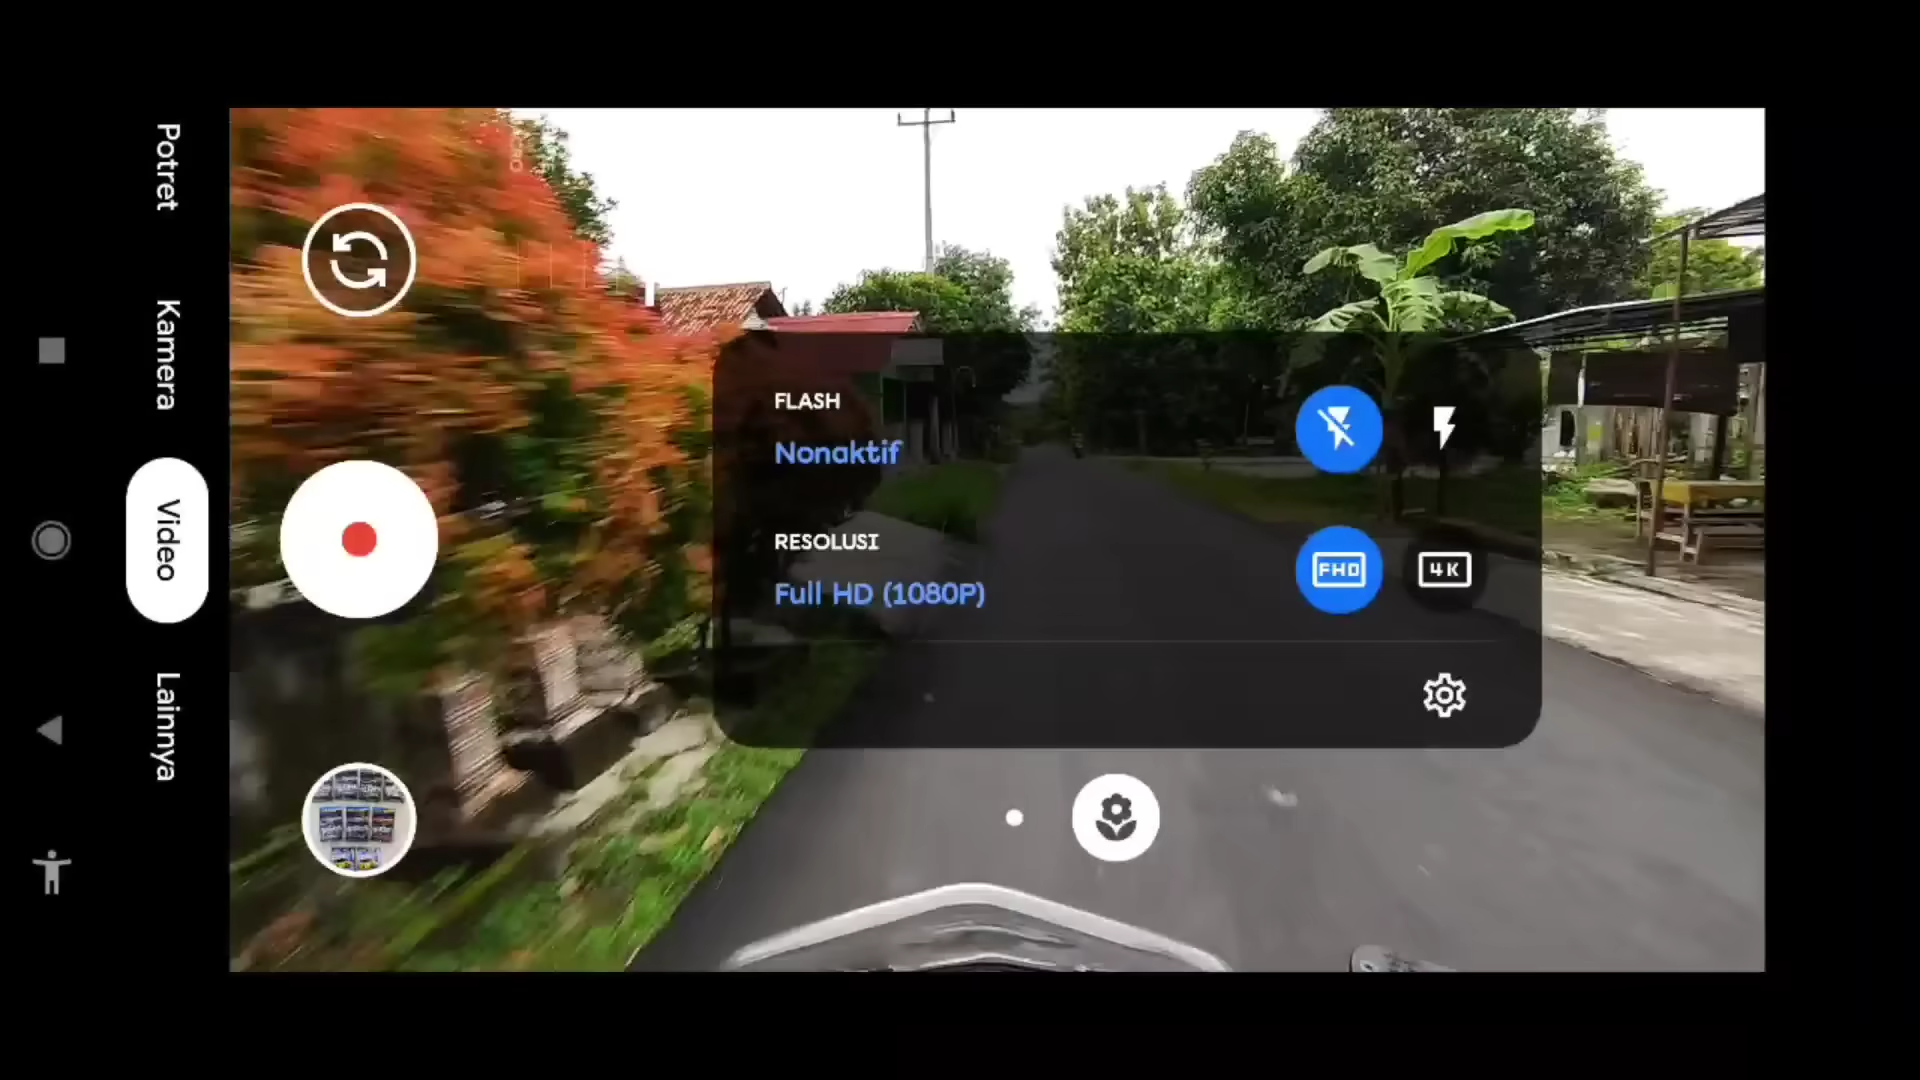 Potret
Kamera
Video
Lainnya
FLASH
Nonaktif
RESOLUSI
Full HD (1080P)
FHD
4K